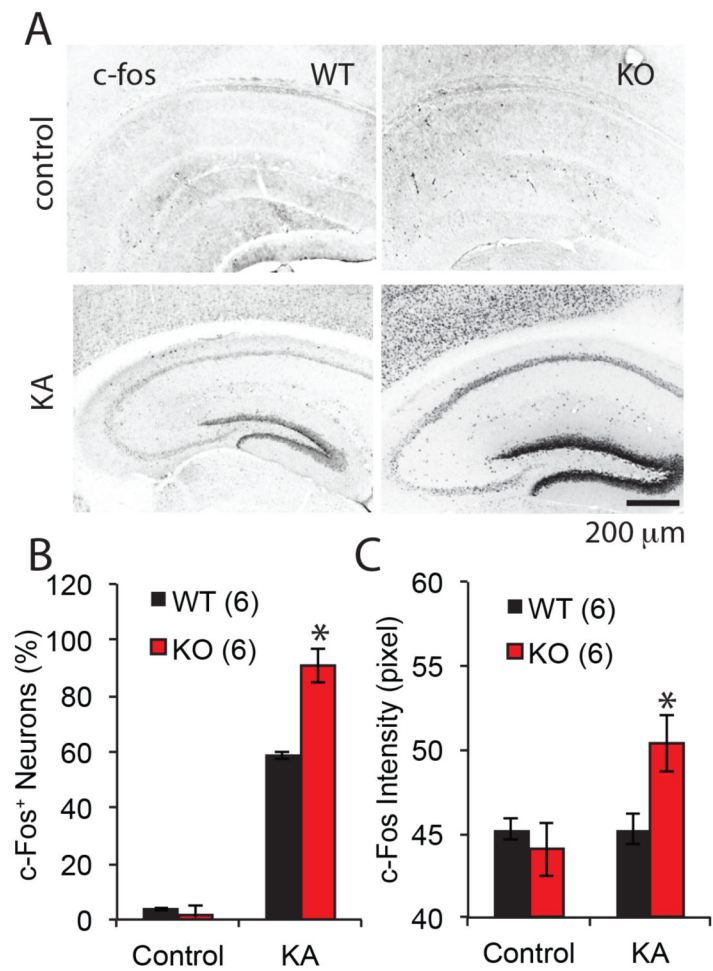 A
c-fos WT KO
control
KA
200 μm
B
C
120
100
80
60
40
20
0
c-Fos+ Neurons (%)
WT (6)
KO (6)
*
Control KA
60
55
50
45
40
c-Fos Intensity (pixel)
WT (6)
KO (6)
*
Control KA